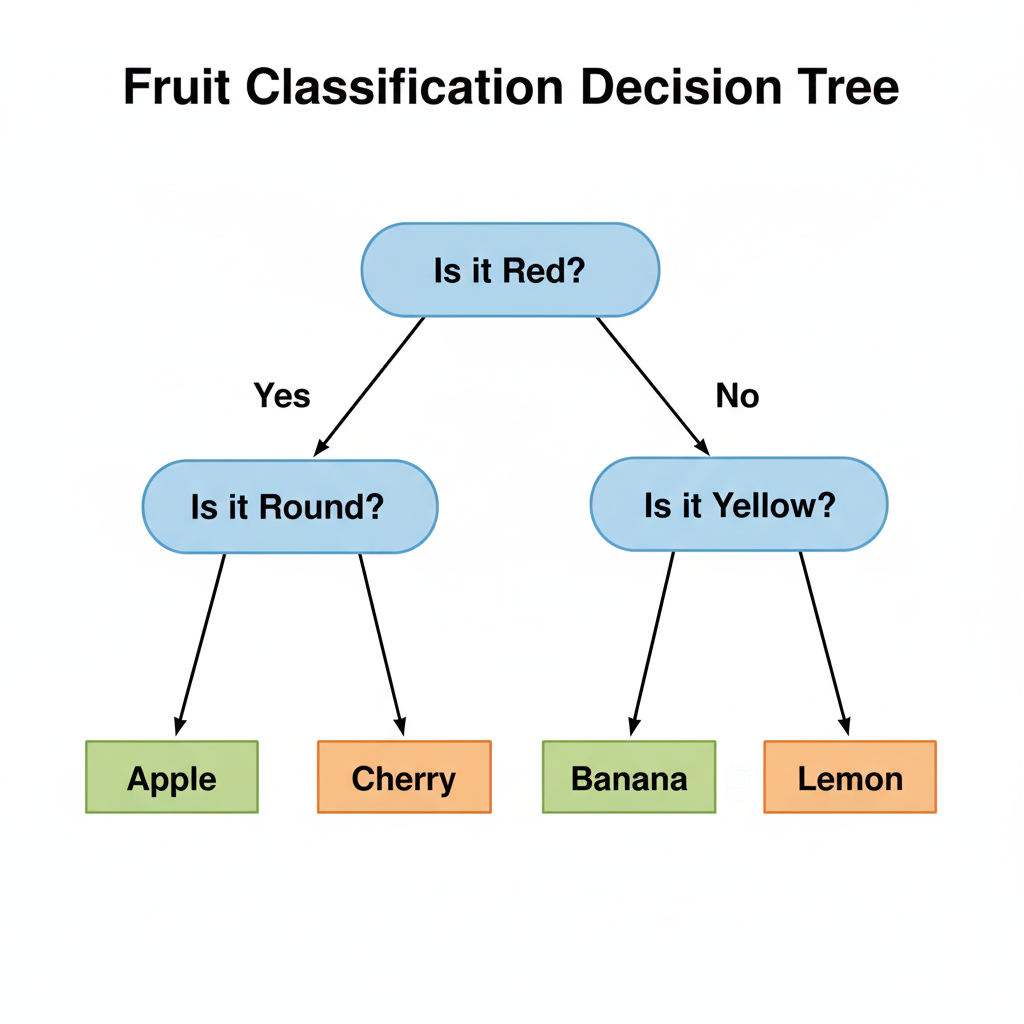 Fruit Classification Decision Tree
Is it Red?
Yes
No
Is it Round?
Is it Yellow?
Apple
Cherry
Banana
Lemon